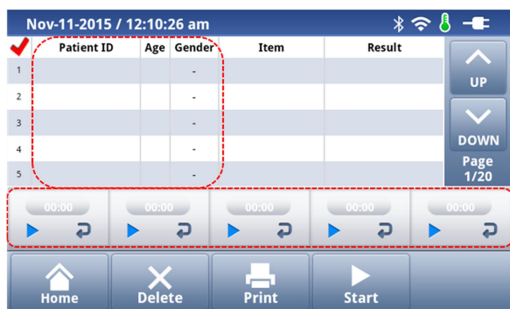 Nov-11-2015 / 12:10:26 am
Patient ID Age Gender Item Result
1 -
2 -
3 -
4 -
5 -
UP
DOWN
Page
1/20
00:00 00:00 00:00 00:00 00:00
Home Delete Print Start